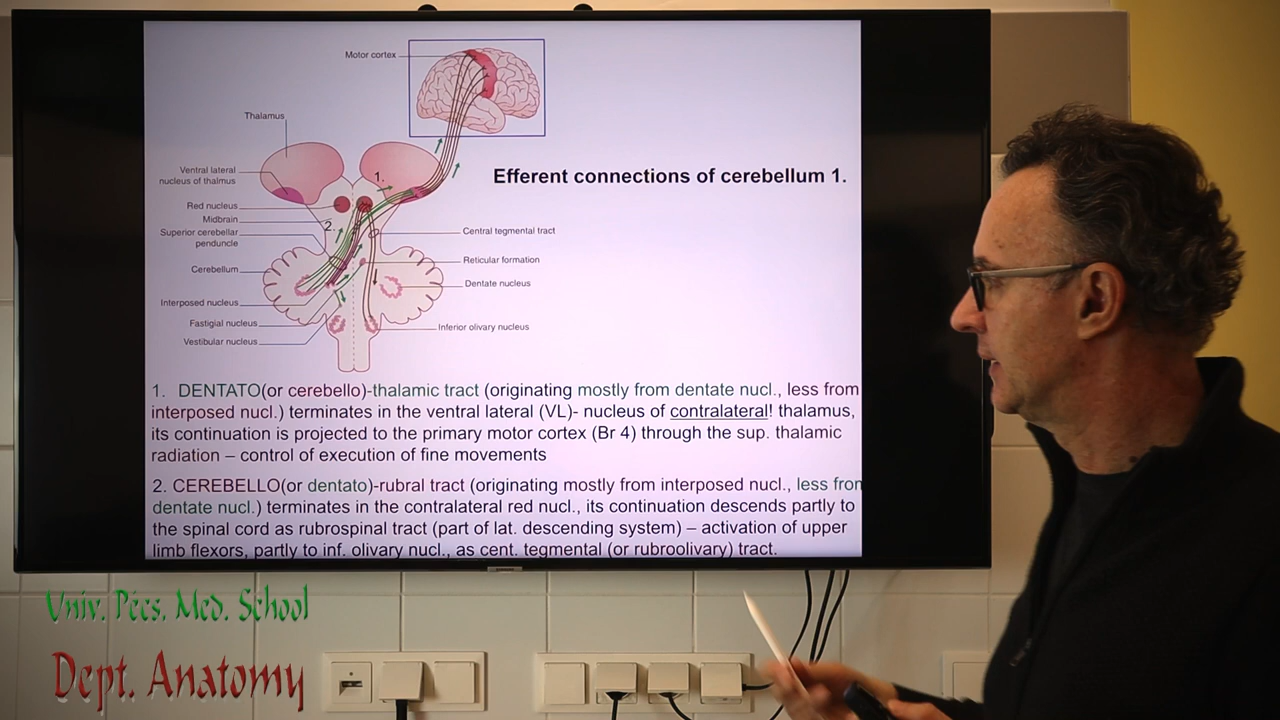 Motor cortex
Thalamus
Ventral lateral
nucleus of thalmus
Red nucleus
Midbrain
Superior cerebellar
penduncle
Cerebellum
Interposed nucleus
Fastigial nucleus
Vestibular nucleus
1.
2.
Central tegmental tract
Reticular formation
Dentate nucleus
Inferior olivary nucleus
Efferent connections of cerebellum 1.
1. DENTATO(or cerebello)-thalamic tract (originating mostly from dentate nucl., less from
interposed nucl.) terminates in the ventral lateral (VL)- nucleus of contralateral! thalamus,
its continuation is projected to the primary motor cortex (Br 4) through the sup. thalamic
radiation – control of execution of fine movements
2. CEREBELLO(or dentato)-rubral tract (originating mostly from interposed nucl., less from
dentate nucl.) terminates in the contralateral red nucl., its continuation descends partly to
the spinal cord as rubrospinal tract (part of lat. descending system) – activation of upper
limb flexors, partly to inf. olivary nucl., as cent. tegmental (or rubroolivary) tract.
Univ. Pécs. Med. School
Dept. Anatomy